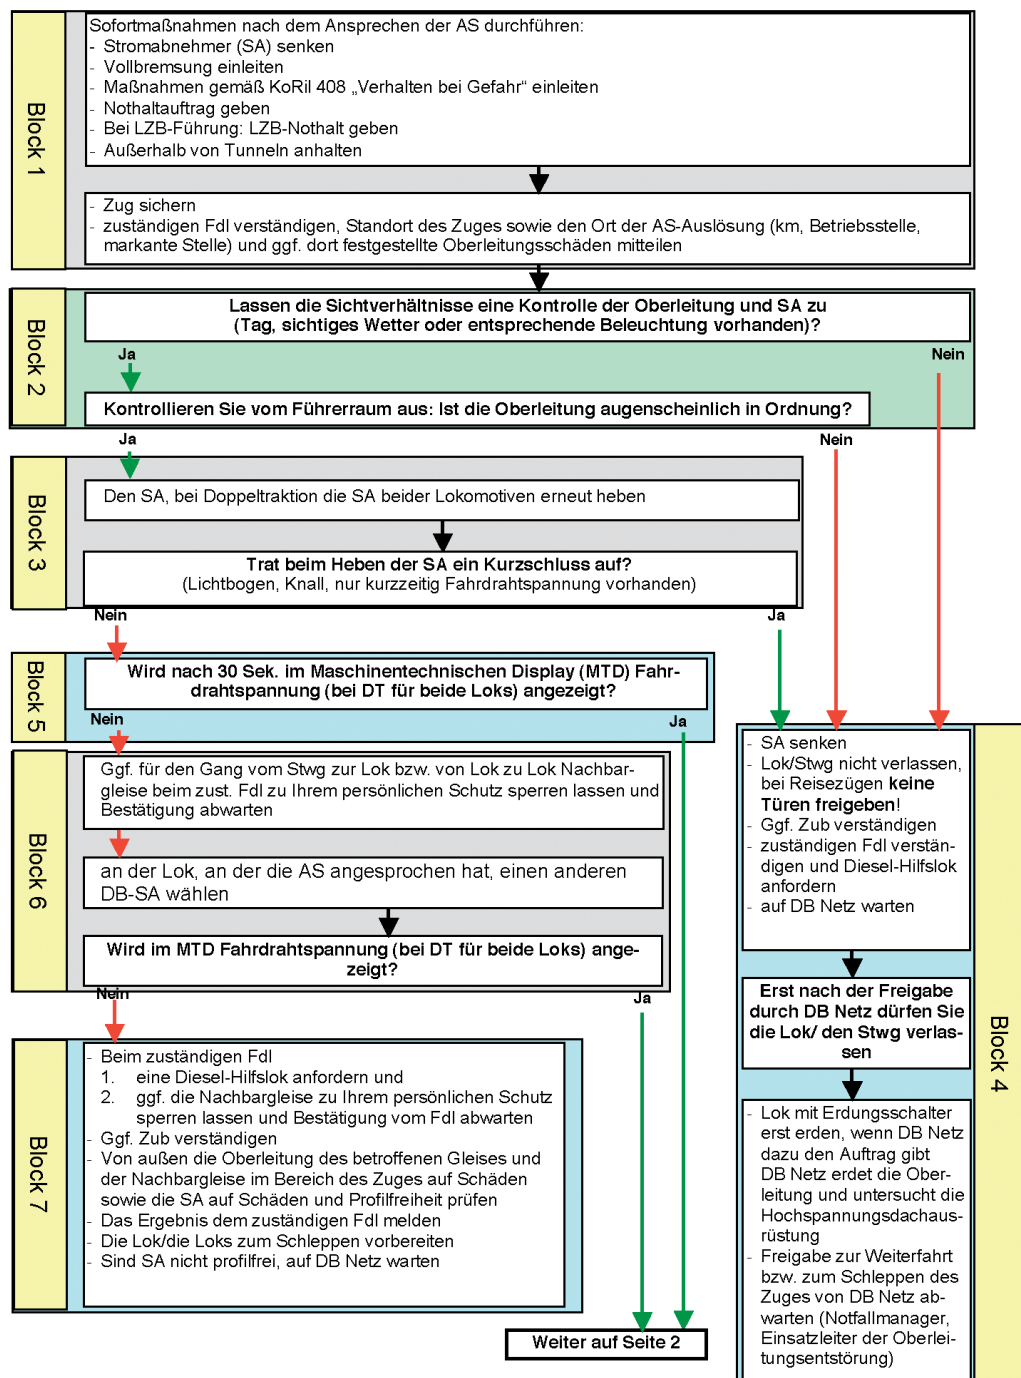 Block 1
Sofortmaßnahmen nach dem Ansprechen der AS durchführen:
- Stromabnehmer (SA) senken
- Vollbremsung einleiten
- Maßnahmen gemäß KoRil 408 „Verhalten bei Gefahr“ einleiten
- Nothaltauftrag geben
- Bei LZB-Führung: LZB-Nothalt geben
- Außerhalb von Tunneln anhalten
- Zug sichern
- zuständigen Fdl verständigen, Standort des Zuges sowie den Ort der AS-Auslösung (km, Betriebsstelle,
markante Stelle) und ggf. dort festgestellte Oberleitungsschäden mitteilen
Block 2
Lassen die Sichtverhältnisse eine Kontrolle der Oberleitung und SA zu
(Tag, sichtiges Wetter oder entsprechende Beleuchtung vorhanden)?
Ja
Nein
Kontrollieren Sie vom Führerraum aus: Ist die Oberleitung augenscheinlich in Ordnung?
Ja
Nein
Block 3
Den SA, bei Doppeltraktion die SA beider Lokomotiven erneut heben
Trat beim Heben der SA ein Kurzschluss auf?
(Lichtbogen, Knall, nur kurzzeitig Fahrdrahtspannung vorhanden)
Nein
Ja
Block 5
Wird nach 30 Sek. im Maschinentechnischen Display (MTD) Fahr-
drahtspannung (bei DT für beide Loks) angezeigt?
Nein
Ja
Block 6
Ggf. für den Gang vom Stwg zur Lok bzw. von Lok zu Lok Nachbar-
gleise beim zust. Fdl zu Ihrem persönlichen Schutz sperren lassen und
Bestätigung abwarten
an der Lok, an der die AS angesprochen hat, einen anderen
DB-SA wählen
Wird im MTD Fahrdrahtspannung (bei DT für beide Loks) ange-
zeigt?
Nein
Ja
Block 7
- Beim zuständigen Fdl
1. eine Diesel-Hilfslok anfordern und
2. ggf. die Nachbargleise zu Ihrem persönlichen Schutz
sperren lassen und Bestätigung vom Fdl abwarten
- Ggf. Zub verständigen
- Von außen die Oberleitung des betroffenen Gleises und
der Nachbargleise im Bereich des Zuges auf Schäden
sowie die SA auf Schäden und Profilfreiheit prüfen
- Das Ergebnis dem zuständigen Fdl melden
- Die Lok/die Loks zum Schleppen vorbereiten
- Sind SA nicht profilfrei, auf DB Netz warten
Weiter auf Seite 2
Block 4
- SA senken
- Lok/Stwg nicht verlassen,
bei Reisezügen keine
Türen freigeben!
- Ggf. Zub verständigen
- zuständigen Fdl verstän-
digen und Diesel-Hilfslok
anfordern
- auf DB Netz warten
Erst nach der Freigabe
durch DB Netz dürfen Sie
die Lok/ den Stwg verlas-
sen
- Lok mit Erdungsschalter
erst erden, wenn DB Netz
dazu den Auftrag gibt
DB Netz erdet die Ober-
leitung und untersucht die
Hochspannungsdachaus-
rüstung
- Freigabe zur Weiterfahrt
bzw. zum Schleppen des
Zuges von DB Netz ab-
warten (Notfallmanager,
Einsatzleiter der Oberlei-
tungsentstörung)